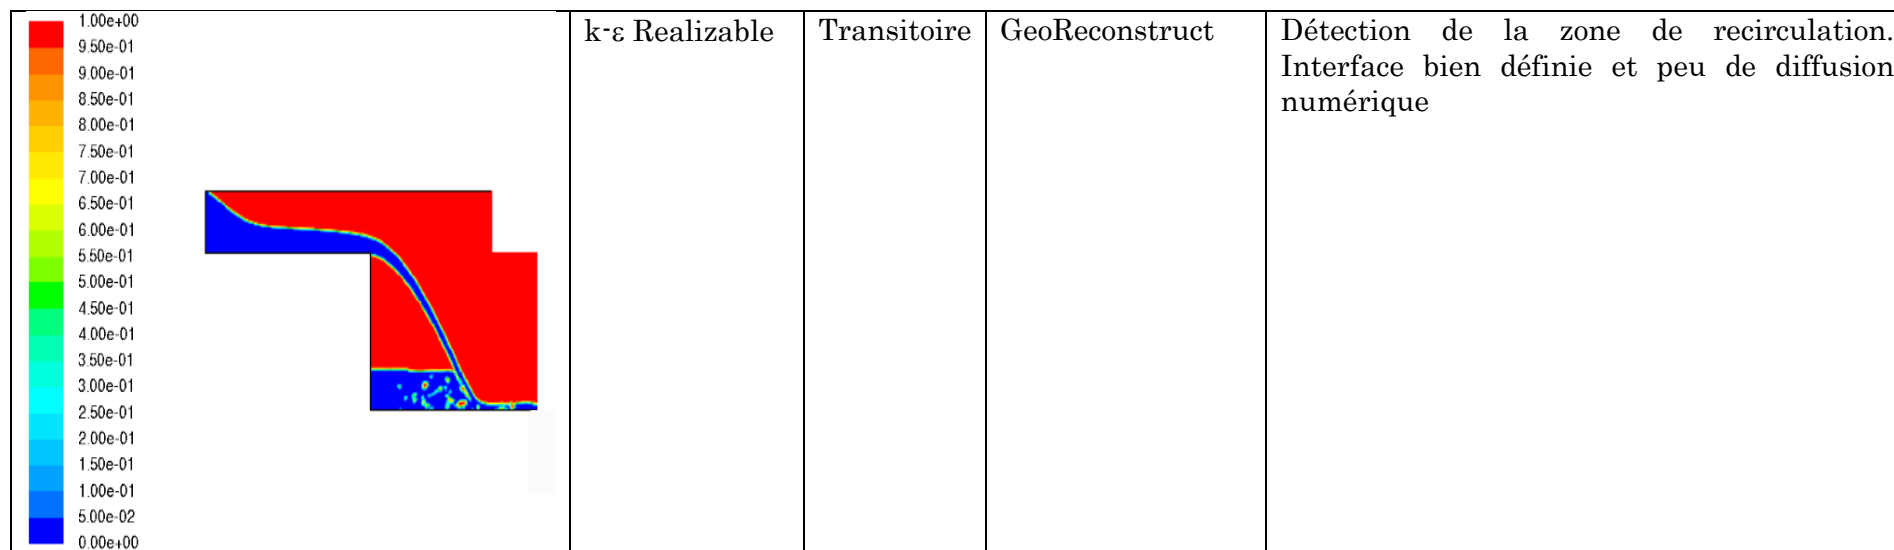 1.00e+00
9.50e-01
9.00e-01
8.50e-01
8.00e-01
7.50e-01
7.00e-01
6.50e-01
6.00e-01
5.50e-01
5.00e-01
4.50e-01
4.00e-01
3.50e-01
3.00e-01
2.50e-01
2.00e-01
1.50e-01
1.00e-01
5.00e-02
0.00e+00
k-ε Realizable
Transitoire
GeoReconstruct
Détection de la zone de recirculation.
Interface bien définie et peu de diffusion
numérique